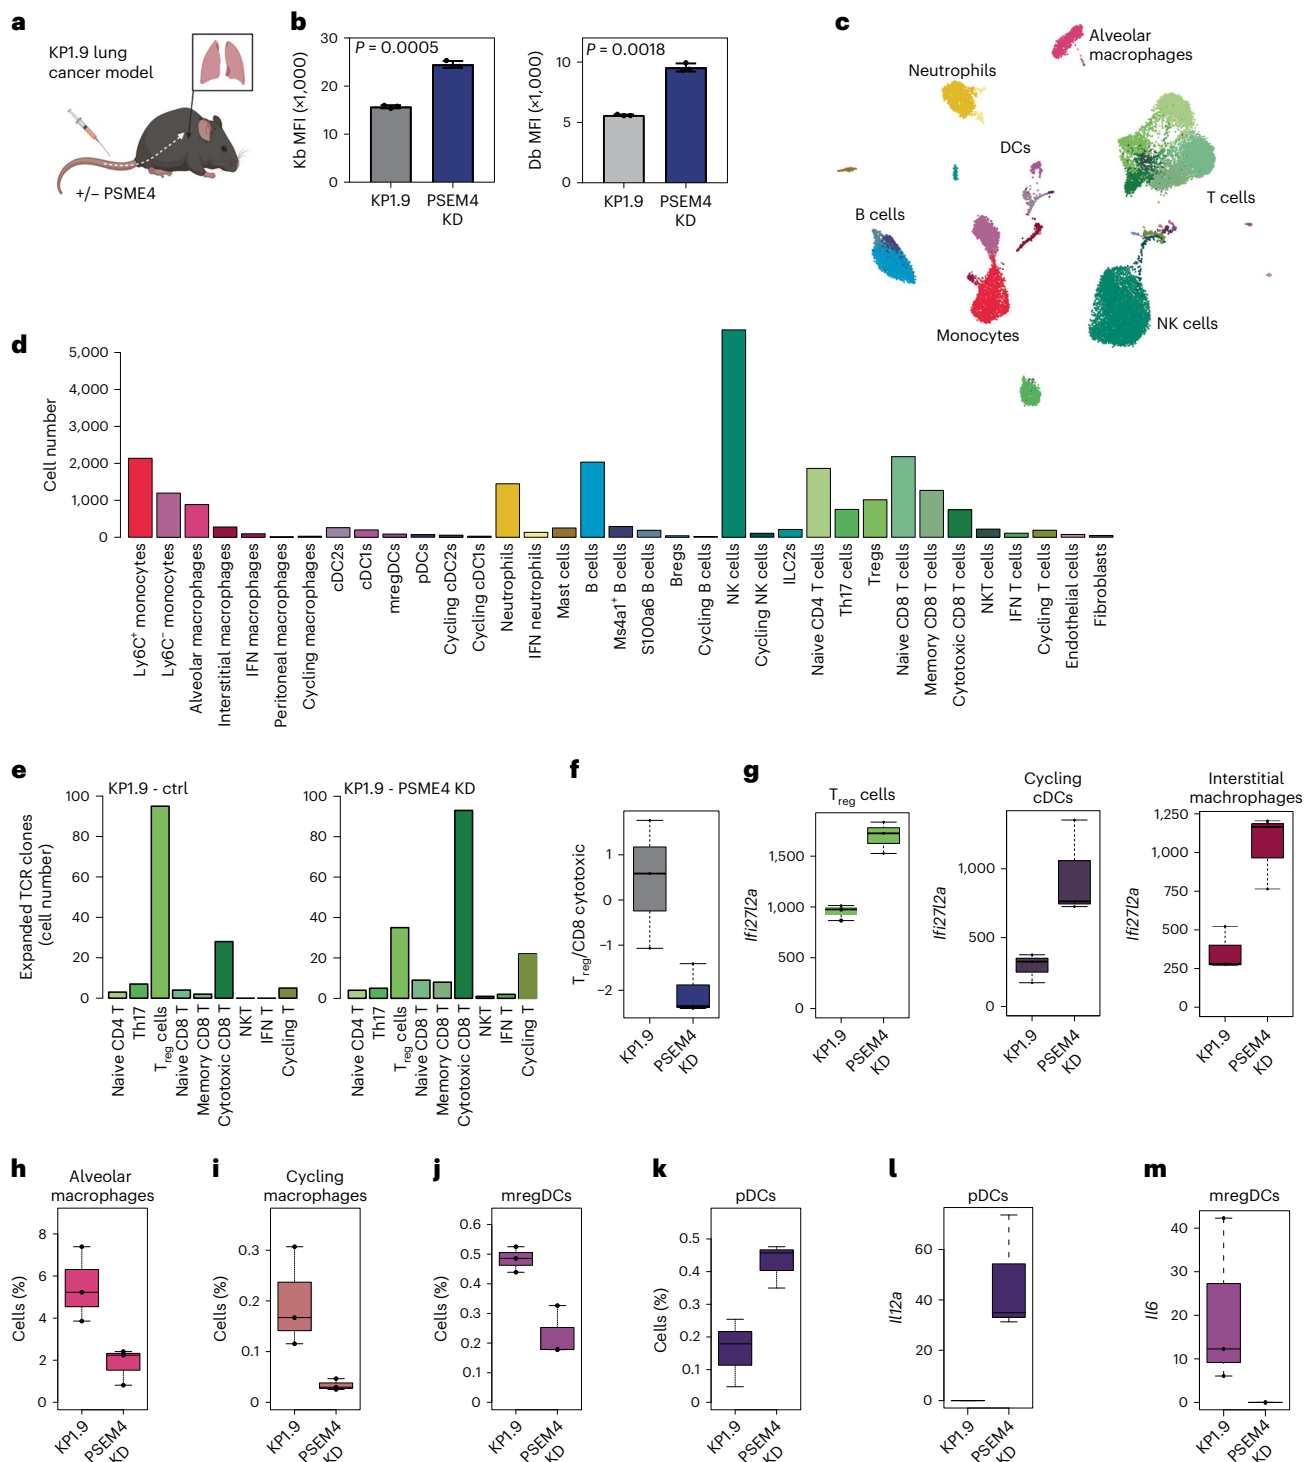 a
KP1.9 lung
cancer model
+/− PSME4
b
Kb MFI (×1,000)
30
20
10
0
P = 0.0005
KP1.9
PSEM4
KD
Db MFI (×1,000)
10
5
0
P = 0.0018
KP1.9
PSEM4
KD
c
Alveolar
macrophages
Neutrophils
DCs
T cells
B cells
Monocytes
NK cells
d
Cell number
5,000
4,000
3,000
2,000
1,000
0
Ly6C+ monocytes
Ly6C− monocytes
Alveolar macrophages
Interstitial macrophages
IFN macrophages
Peritoneal macrophages
Cycling macrophages
cDC2s
cDC1s
mregDCs
pDCs
Cycling cDC2s
Cycling cDC1s
Neutrophils
IFN neutrophils
Mast cells
B cells
Ms4a1+ B cells
S100a6 B cells
Bregs
Cycling B cells
NK cells
Cycling NK cells
ILC2s
Naive CD4 T cells
Th17 cells
Tregs
Naive CD8 T cells
Memory CD8 T cells
Cytotoxic CD8 T cells
NKT cells
IFN T cells
Cycling T cells
Endothelial cells
Fibroblasts
e
Expanded TCR clones
(cell number)
KP1.9 - ctrl
100
80
60
40
20
0
Naive CD4 T
Th17
Treg cells
Naive CD8 T
Memory CD8 T
Cytotoxic CD8 T
NKT
IFN T
Cycling T
KP1.9 - PSME4 KD
100
80
60
40
20
0
Naive CD4 T
Th17
Treg cells
Naive CD8 T
Memory CD8 T
Cytotoxic CD8 T
NKT
IFN T
Cycling T
f
Treg/CD8 cytotoxic
1
0
−1
−2
KP1.9
PSEM4
KD
g
Treg cells
Ifi27l2a
1,500
1,000
500
0
KP1.9
PSEM4
KD
Cycling
cDCs
Ifi27l2a
1,000
500
0
KP1.9
PSEM4
KD
Interstitial
machrophages
Ifi27l2a
1,250
1,000
750
500
250
0
KP1.9
PSEM4
KD
h
Alveolar
macrophages
Cells (%)
8
6
4
2
0
KP1.9
PSEM4
KD
i
Cycling
macrophages
Cells (%)
0.3
0.2
0.1
0
KP1.9
PSEM4
KD
j
mregDCs
Cells (%)
0.6
0.5
0.4
0.3
0.2
0.1
0
KP1.9
PSEM4
KD
k
pDCs
Cells (%)
0.5
0.4
0.3
0.2
0.1
0
KP1.9
PSEM4
KD
l
pDCs
Il12a
60
40
20
0
KP1.9
PSEM4
KD
m
mregDCs
Il6
40
30
20
10
0
KP1.9
PSEM4
KD